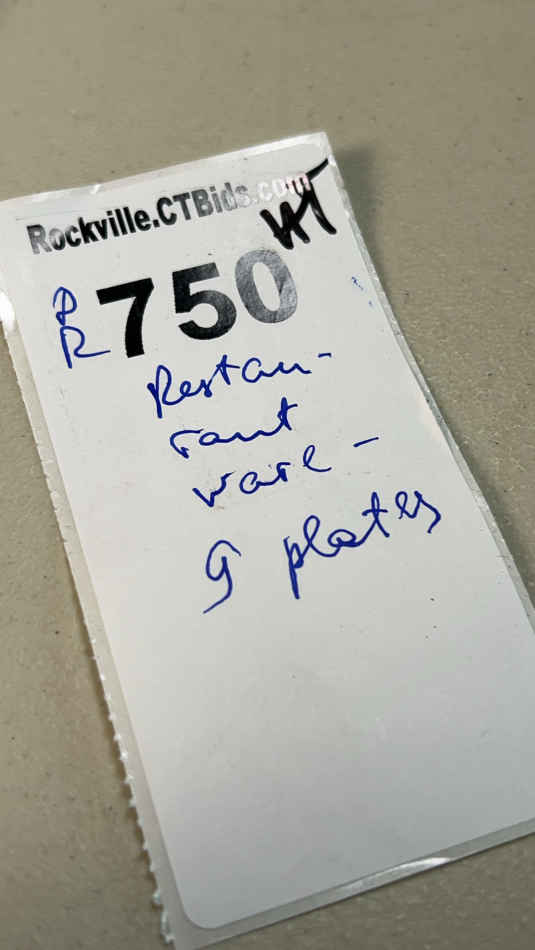 Rockville.CTBids.com
P
R
750
Restau-
rant
ware -
9 plates